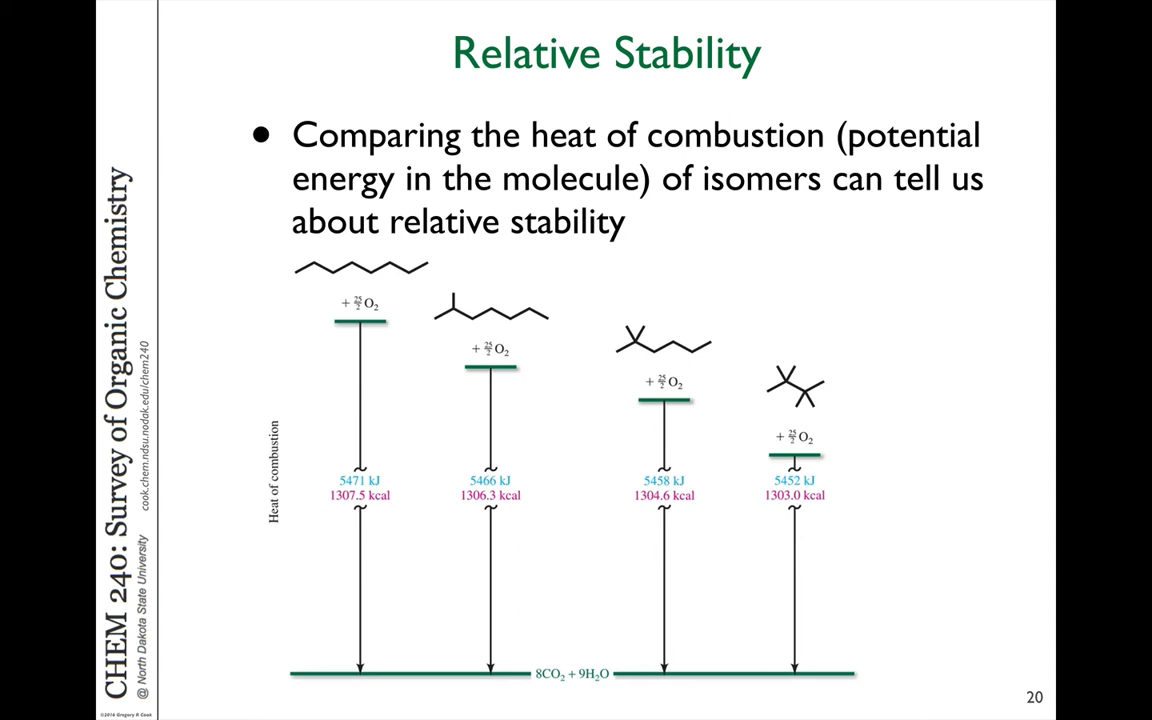 Relative Stability
• Comparing the heat of combustion (potential
energy in the molecule) of isomers can tell us
about relative stability
+ 25/2 O₂
+ 25/2 O₂
+ 25/2 O₂
+ 25/2 O₂
Heat of combustion
5471 kJ
1307.5 kcal
5466 kJ
1306.3 kcal
5458 kJ
1304.6 kcal
5452 kJ
1303.0 kcal
8CO₂ + 9H₂O
20
CHEM 240: Survey of Organic Chemistry
@ North Dakota State University
cook.chem.ndsu.nodak.edu/chem240
©2016 Gregory R Cook